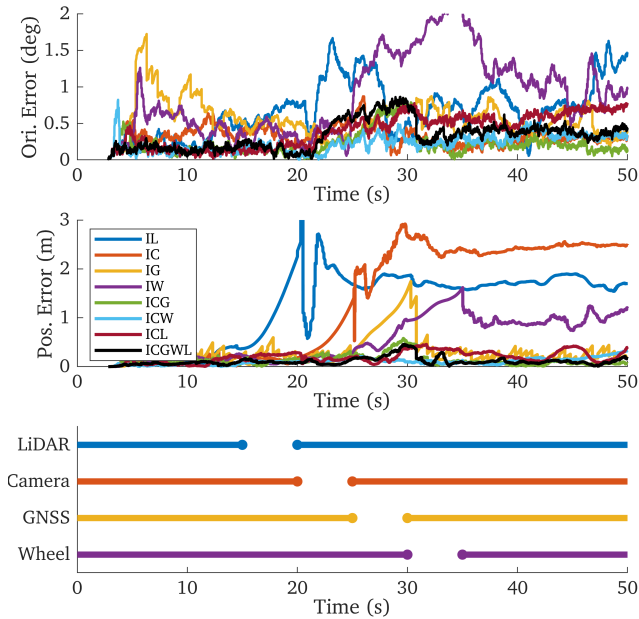 Ori. Error (deg)
2
1.5
1
0.5
0
0 10 20 30 40 50
Time (s)
Pos. Error (m)
3
2
1
0
IL
IC
IG
IW
ICG
ICW
ICL
ICGWL
0 10 20 30 40 50
Time (s)
LiDAR
Camera
GNSS
Wheel
0 10 20 30 40 50
Time (s)